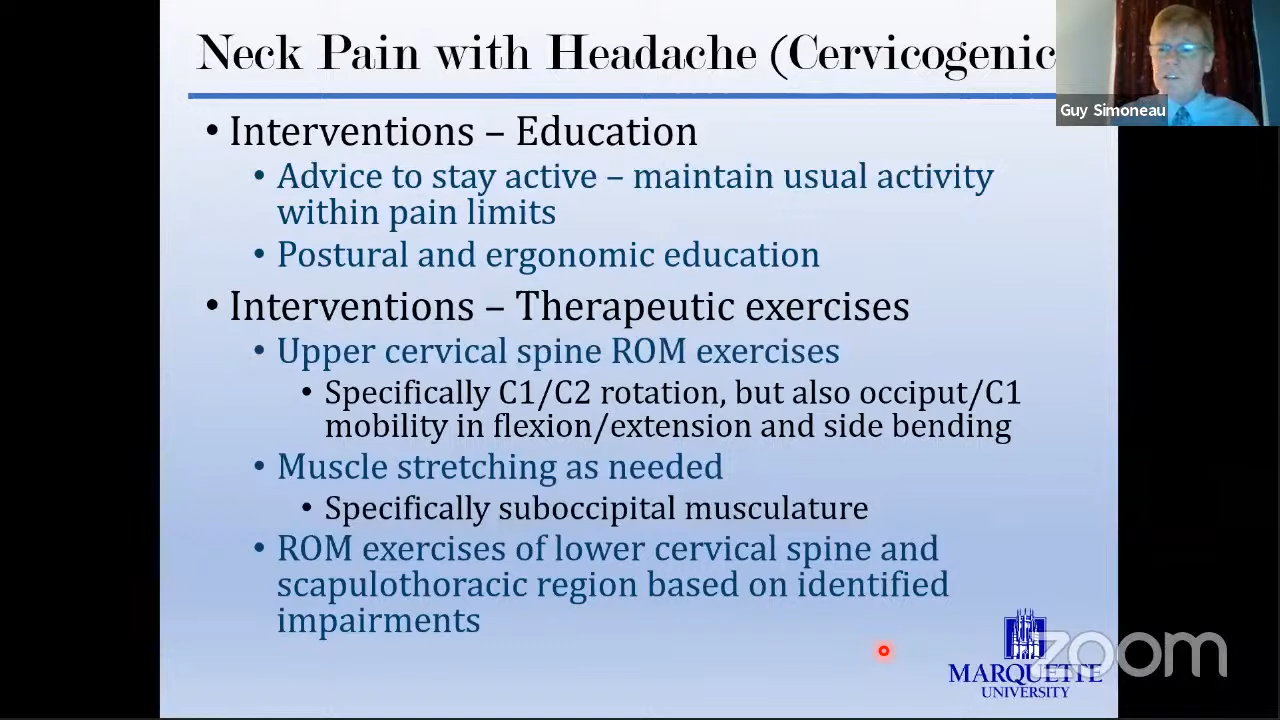 Neck Pain with Headache (Cervicogenic
Guy Simoneau
• Interventions – Education
• Advice to stay active – maintain usual activity
within pain limits
• Postural and ergonomic education
• Interventions – Therapeutic exercises
• Upper cervical spine ROM exercises
• Specifically C1/C2 rotation, but also occiput/C1
mobility in flexion/extension and side bending
• Muscle stretching as needed
• Specifically suboccipital musculature
• ROM exercises of lower cervical spine and
scapulothoracic region based on identified
impairments
zoom
MARQUETTE
UNIVERSITY